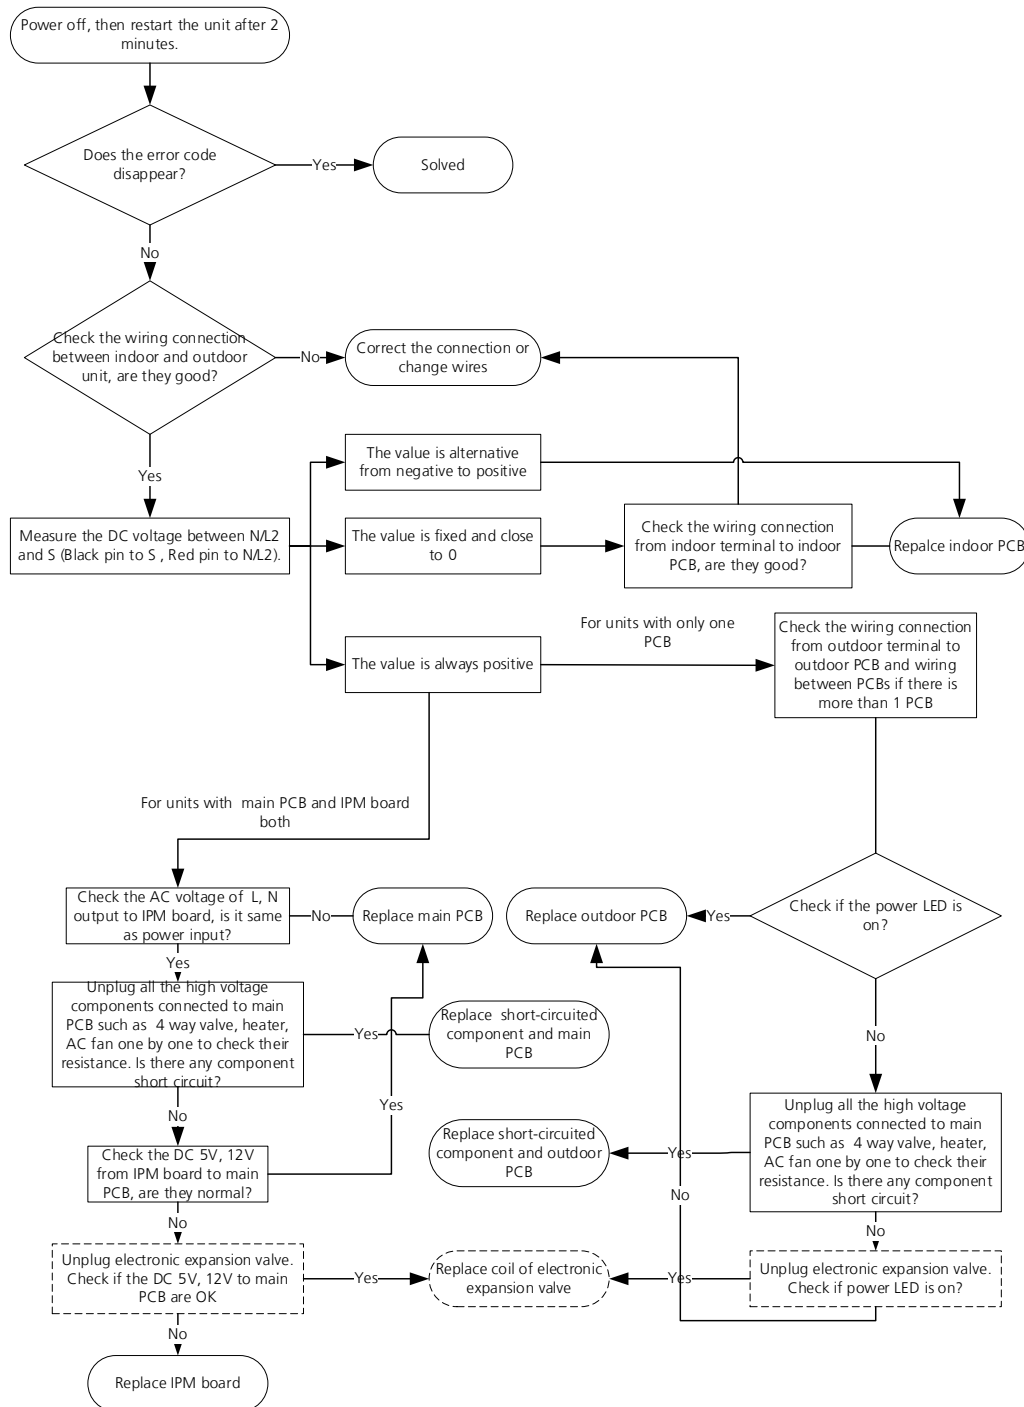 Power off, then restart the unit after 2
minutes.
Does the error code
disappear?
Yes
Solved
No
Check the wiring connection
between indoor and outdoor
unit, are they good?
No
Correct the connection or
change wires
Yes
The value is alternative
from negative to positive
Measure the DC voltage between N/L2
and S (Black pin to S , Red pin to N/L2).
The value is fixed and close
to 0
Check the wiring connection
from indoor terminal to indoor
PCB, are they good?
Repalce indoor PCB
The value is always positive
For units with only one
PCB
Check the wiring connection
from outdoor terminal to
outdoor PCB and wiring
between PCBs if there is
more than 1 PCB
For units with  main PCB and IPM board
both
Check the AC voltage of  L, N
output to IPM board, is it same
as power input?
No
Replace main PCB
Replace outdoor PCB
Yes
Check if the power LED is
on?
Yes
Unplug all the high voltage
components connected to main
PCB such as  4 way valve, heater,
AC fan one by one to check their
resistance. Is there any component
short circuit?
Yes
Replace  short-circuited
component and main
PCB
No
No
Yes
Check the DC 5V, 12V
from IPM board to main
PCB, are they normal?
Replace short-circuited
component and outdoor
PCB
Yes
Unplug all the high voltage
components connected to main
PCB such as  4 way valve, heater,
AC fan one by one to check their
resistance. Is there any component
short circuit?
No
No
No
Unplug electronic expansion valve.
Check if the DC 5V, 12V to main
PCB are OK
Yes
Replace coil of electronic
expansion valve
Yes
Unplug electronic expansion valve.
Check if power LED is on?
No
Replace IPM board